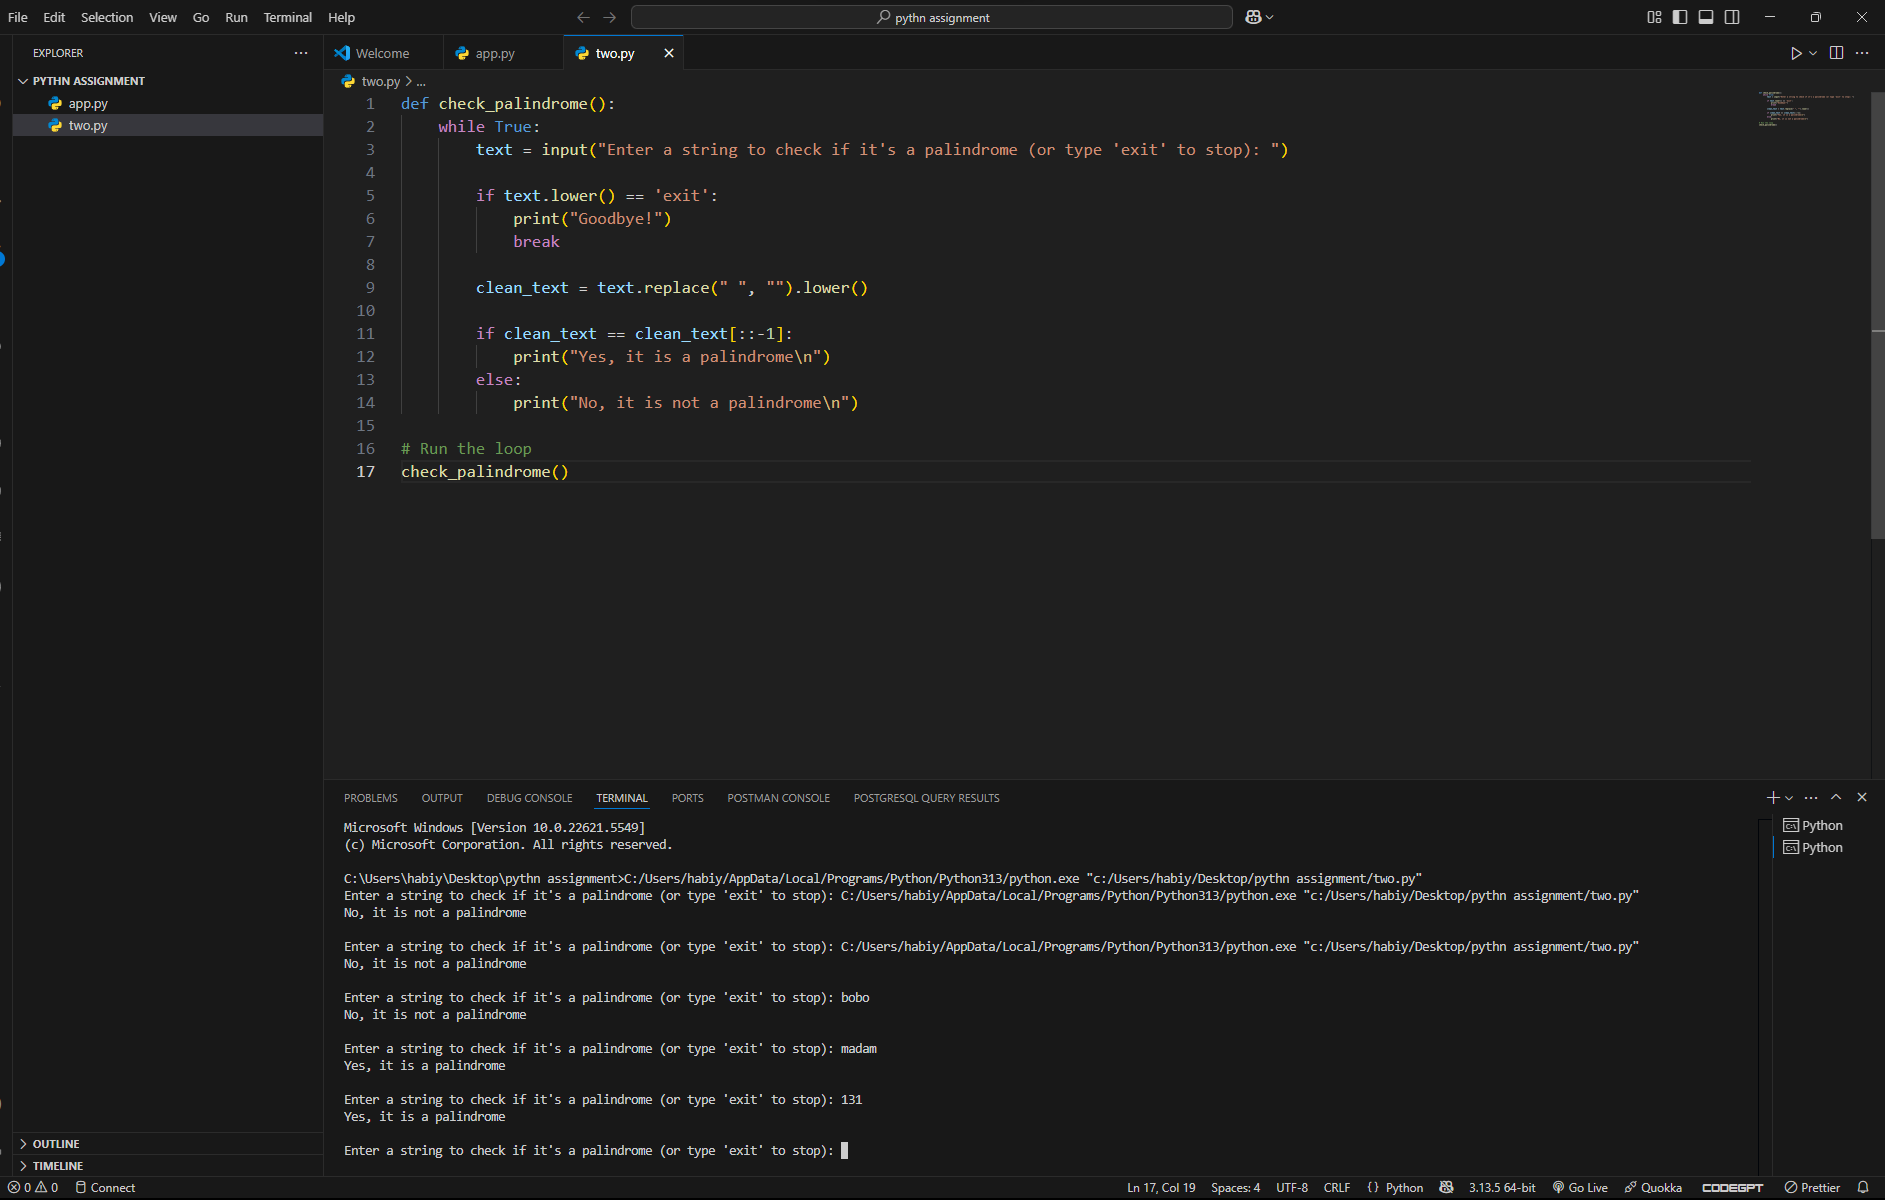 File Edit Selection View Go Run Terminal Help
pythn assignment
EXPLORER
PYTHN ASSIGNMENT
app.py
two.py
Welcome
app.py
two.py
two.py > ...
1 def check_palindrome():
2 while True:
3 text = input("Enter a string to check if it's a palindrome (or type 'exit' to stop): ")
4
5 if text.lower() == 'exit':
6 print("Goodbye!")
7 break
8
9 clean_text = text.replace(" ", "").lower()
10
11 if clean_text == clean_text[::-1]:
12 print("Yes, it is a palindrome\n")
13 else:
14 print("No, it is not a palindrome\n")
15
16 # Run the loop
17 check_palindrome()
PROBLEMS OUTPUT DEBUG CONSOLE TERMINAL PORTS POSTMAN CONSOLE POSTGRESQL QUERY RESULTS
Microsoft Windows [Version 10.0.22621.5549]
(c) Microsoft Corporation. All rights reserved.
C:\Users\habiy\Desktop\pythn assignment>C:/Users/habiy/AppData/Local/Programs/Python/Python313/python.exe "c:/Users/habiy/Desktop/pythn assignment/two.py"
Enter a string to check if it's a palindrome (or type 'exit' to stop): C:/Users/habiy/AppData/Local/Programs/Python/Python313/python.exe "c:/Users/habiy/Desktop/pythn assignment/two.py"
No, it is not a palindrome
Enter a string to check if it's a palindrome (or type 'exit' to stop): C:/Users/habiy/AppData/Local/Programs/Python/Python313/python.exe "c:/Users/habiy/Desktop/pythn assignment/two.py"
No, it is not a palindrome
Enter a string to check if it's a palindrome (or type 'exit' to stop): bobo
No, it is not a palindrome
Enter a string to check if it's a palindrome (or type 'exit' to stop): madam
Yes, it is a palindrome
Enter a string to check if it's a palindrome (or type 'exit' to stop): 131
Yes, it is a palindrome
Enter a string to check if it's a palindrome (or type 'exit' to stop):
Python
Python
OUTLINE
TIMELINE
0 0 Connect
Ln 17, Col 19 Spaces: 4 UTF-8 CRLF {} Python 3.13.5 64-bit Go Live Quokka CODEGPT Prettier